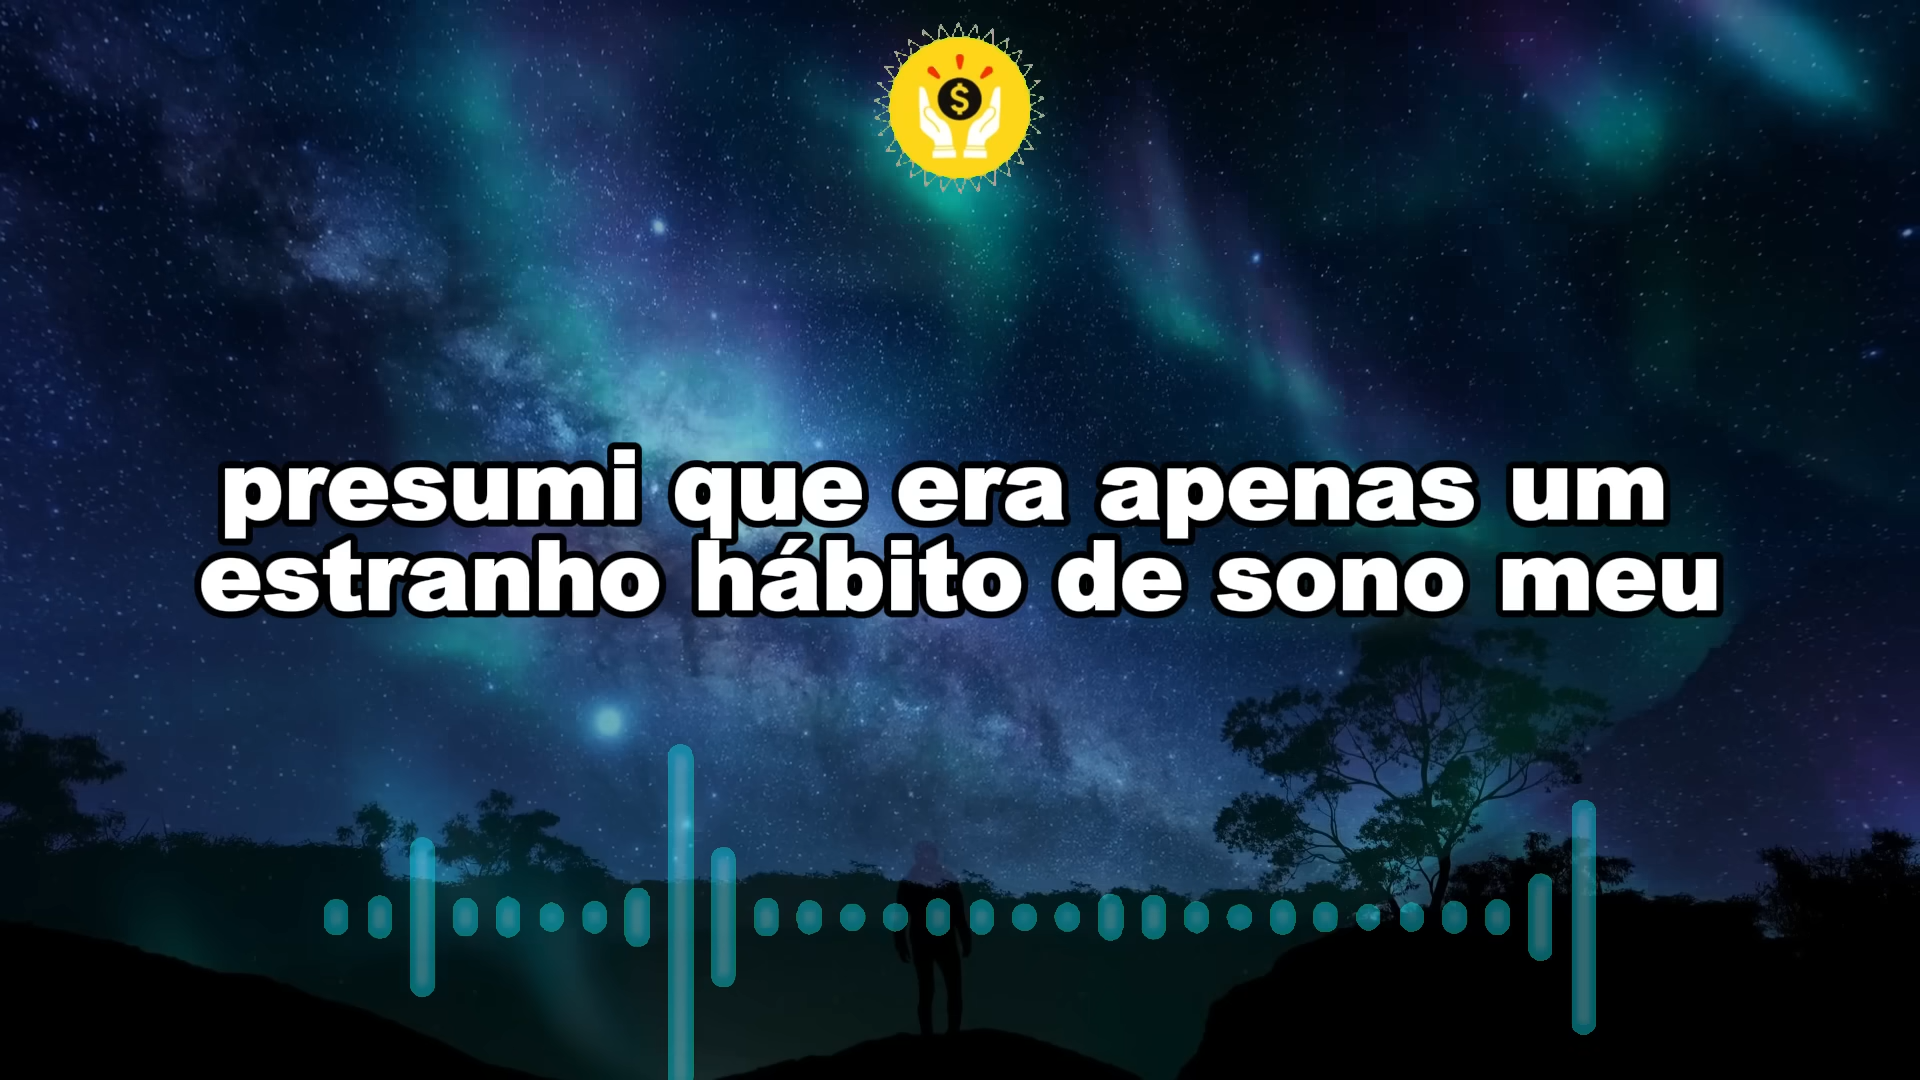 $
presumi que era apenas um
estranho hábito de sono meu